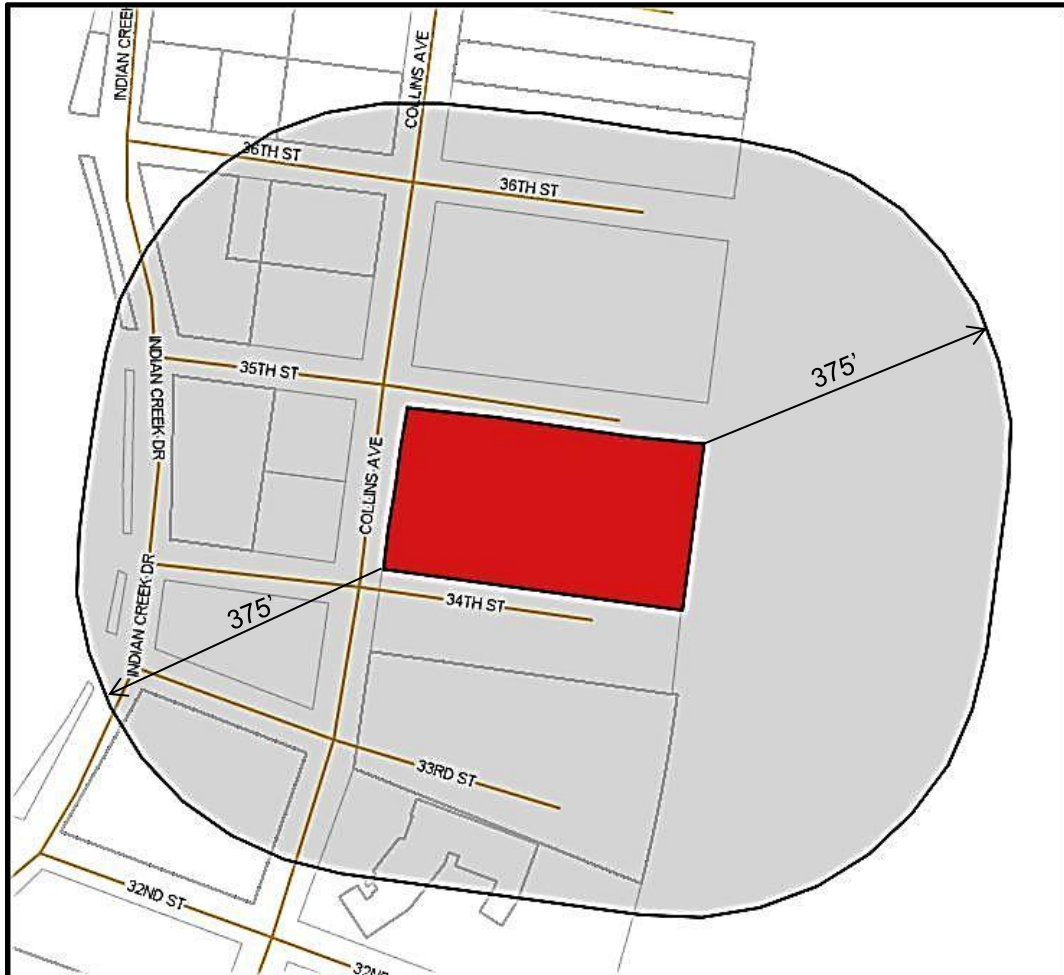 INDIAN CREEK
COLLINS AVE
36TH ST
36TH ST
375'
35TH ST
INDIAN CREEK DR
COLLINS AVE
34TH ST
375'
INDIAN CREEK DR
33RD ST
32ND ST